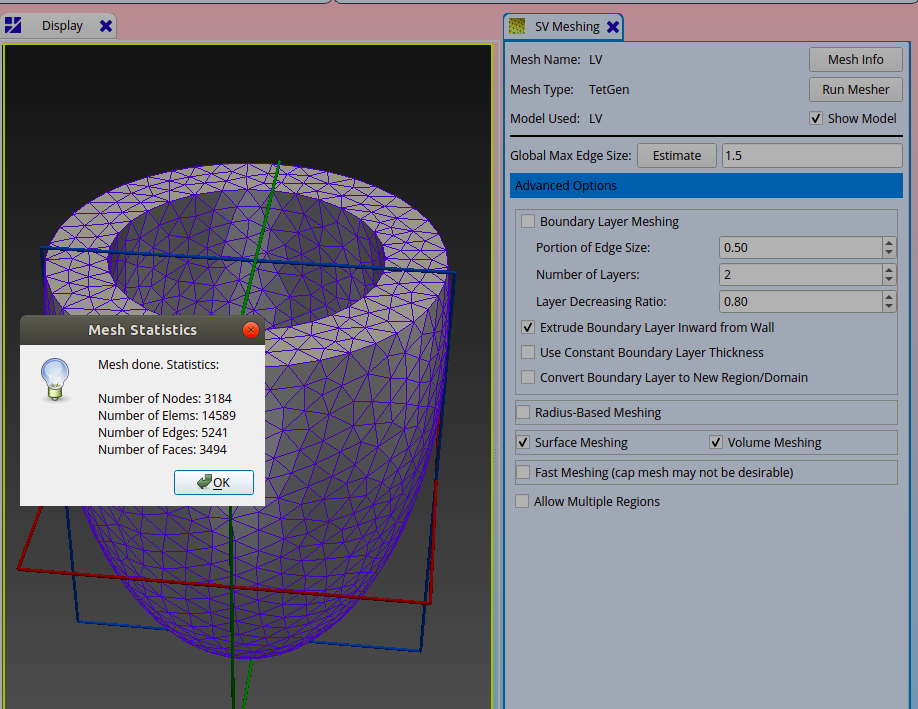 Display
SV Meshing
Mesh Name: LV
Mesh Info
Mesh Type: TetGen
Run Mesher
Model Used: LV
Show Model
Global Max Edge Size: Estimate 1.5
Advanced Options
Boundary Layer Meshing
Portion of Edge Size: 0.50
Number of Layers: 2
Layer Decreasing Ratio: 0.80
Extrude Boundary Layer Inward from Wall
Use Constant Boundary Layer Thickness
Convert Boundary Layer to New Region/Domain
Radius-Based Meshing
Surface Meshing Volume Meshing
Fast Meshing (cap mesh may not be desirable)
Allow Multiple Regions
Mesh Statistics
Mesh done. Statistics:
Number of Nodes: 3184
Number of Elems: 14589
Number of Edges: 5241
Number of Faces: 3494
OK